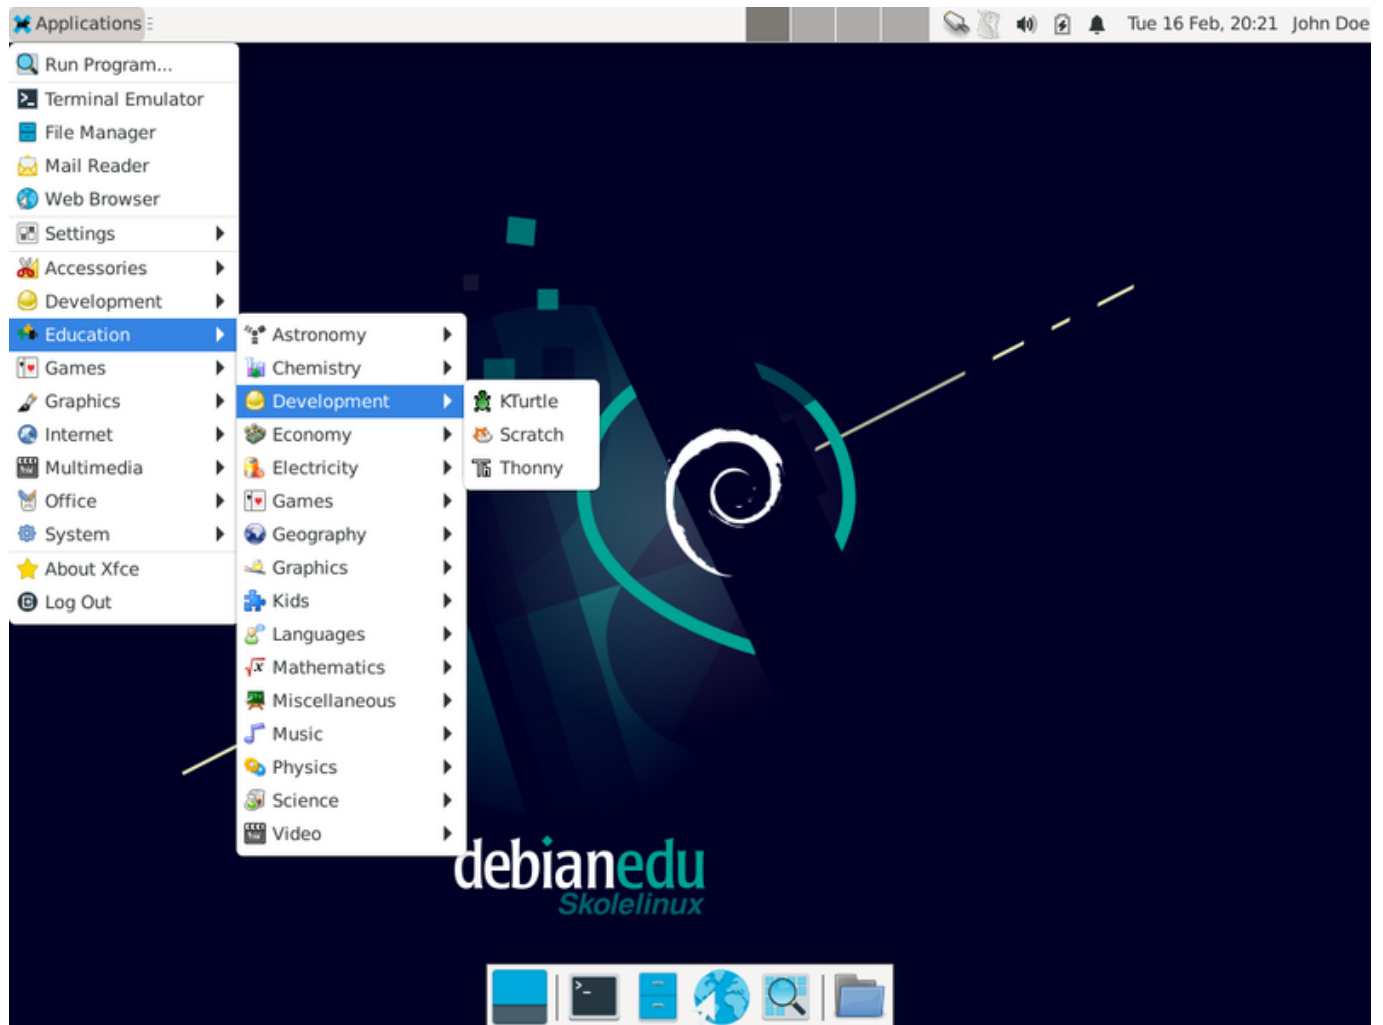 Applications
Tue 16 Feb, 20:21 John Doe
Run Program...
Terminal Emulator
File Manager
Mail Reader
Web Browser
Settings
Accessories
Development
Education
Games
Graphics
Internet
Multimedia
Office
System
About Xfce
Log Out
Astronomy
Chemistry
Development
Economy
Electricity
Games
Geography
Graphics
Kids
Languages
Mathematics
Miscellaneous
Music
Physics
Science
Video
KTurtle
Scratch
Thonny
debianedu
Skolelinux